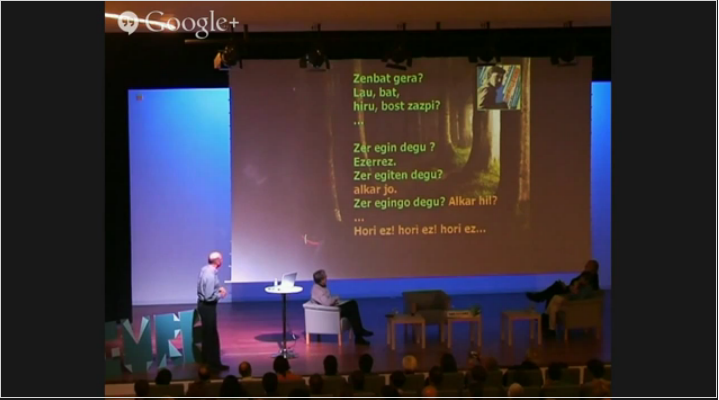 Google+
Zenbat gera?
Lau, bat,
hiru, bost zazpi?
...
Zer egin degu ?
Ezerrez.
Zer egiten degu?
alkar jo.
Zer egingo degu? Alkar hil?
...
Hori ez! hori ez! hori ez...